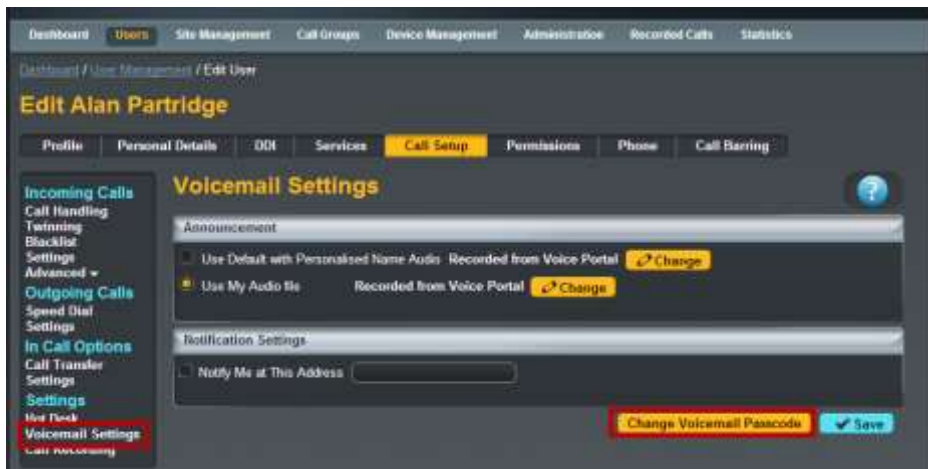 Dashboard Users Site Management Call Groups Device Management Administration Recorded Calls Statistics
Dashboard / User Management / Edit User
Edit Alan Partridge
Profile Personal Details DDI Services Call Setup Permissions Phone Call Barring
Incoming Calls
Call Handling
Twinning
Blacklist
Settings
Advanced
Outgoing Calls
Speed Dial
Settings
In Call Options
Call Transfer
Settings
Settings
Hot Desk
Voicemail Settings
Call Recording
Voicemail Settings
?
Announcement
Use Default with Personalised Name Audio Recorded from Voice Portal Change
Use My Audio file Recorded from Voice Portal Change
Notification Settings
Notify Me at This Address
Change Voicemail Passcode Save